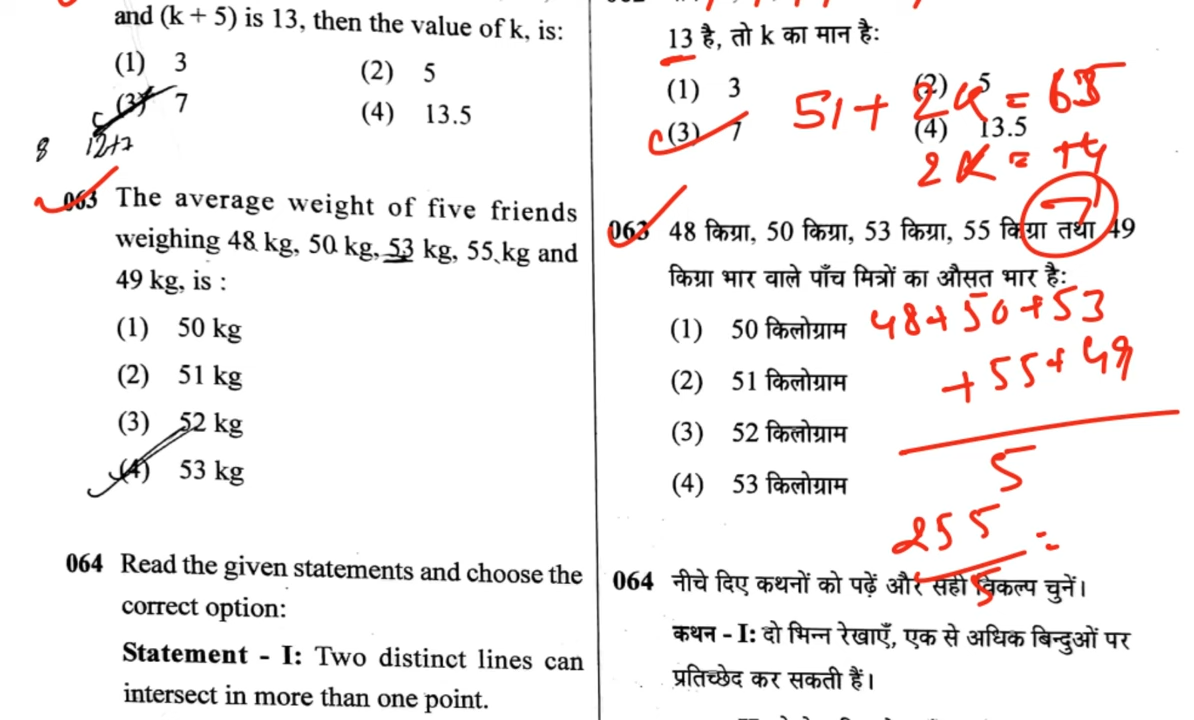 and (k + 5) is 13, then the value of k, is:
(1) 3
(2) 5
(3) 7
(4) 13.5
8 12+2
063 The average weight of five friends
weighing 48 kg, 50 kg, 53 kg, 55 kg and
49 kg, is :
(1) 50 kg
(2) 51 kg
(3) 52 kg
(4) 53 kg
064 Read the given statements and choose the
correct option:
Statement - I: Two distinct lines can
intersect in more than one point.
13 है, तो k का मान है:
(1) 3
(2) 5
(3) 7
(4) 13.5
51 + 2k = 65
2k =
7
063 48 किग्रा, 50 किग्रा, 53 किग्रा, 55 किग्रा तथा 49
किग्रा भार वाले पाँच मित्रों का औसत भार है:
(1) 50 किलोग्राम
(2) 51 किलोग्राम
(3) 52 किलोग्राम
(4) 53 किलोग्राम
48+50+53
+55+49
5
255 =
5
064 नीचे दिए कथनों को पढ़ें और सही विकल्प चुनें।
कथन - I: दो भिन्न रेखाएँ, एक से अधिक बिन्दुओं पर
प्रतिच्छेद कर सकती हैं।